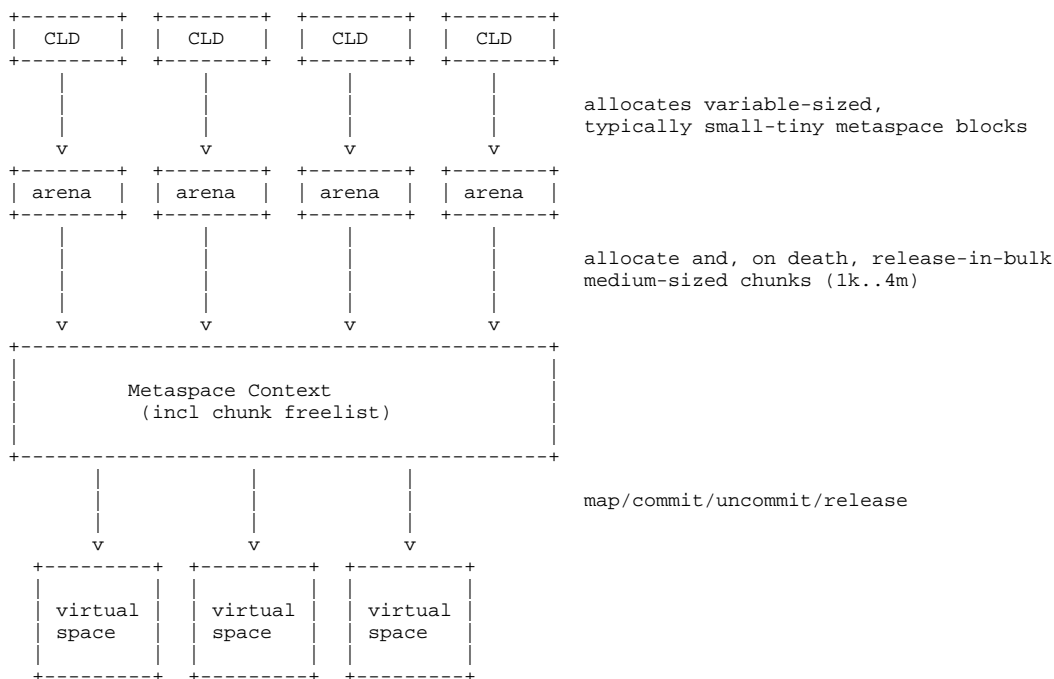 CLD CLD CLD CLD
allocates variable-sized,
typically small-tiny metaspace blocks
v v v v
arena arena arena arena
allocate and, on death, release-in-bulk
medium-sized chunks (1k..4m)
v v v v
Metaspace Context
(incl chunk freelist)
map/commit/uncommit/release
v v v
virtual virtual virtual
space space space